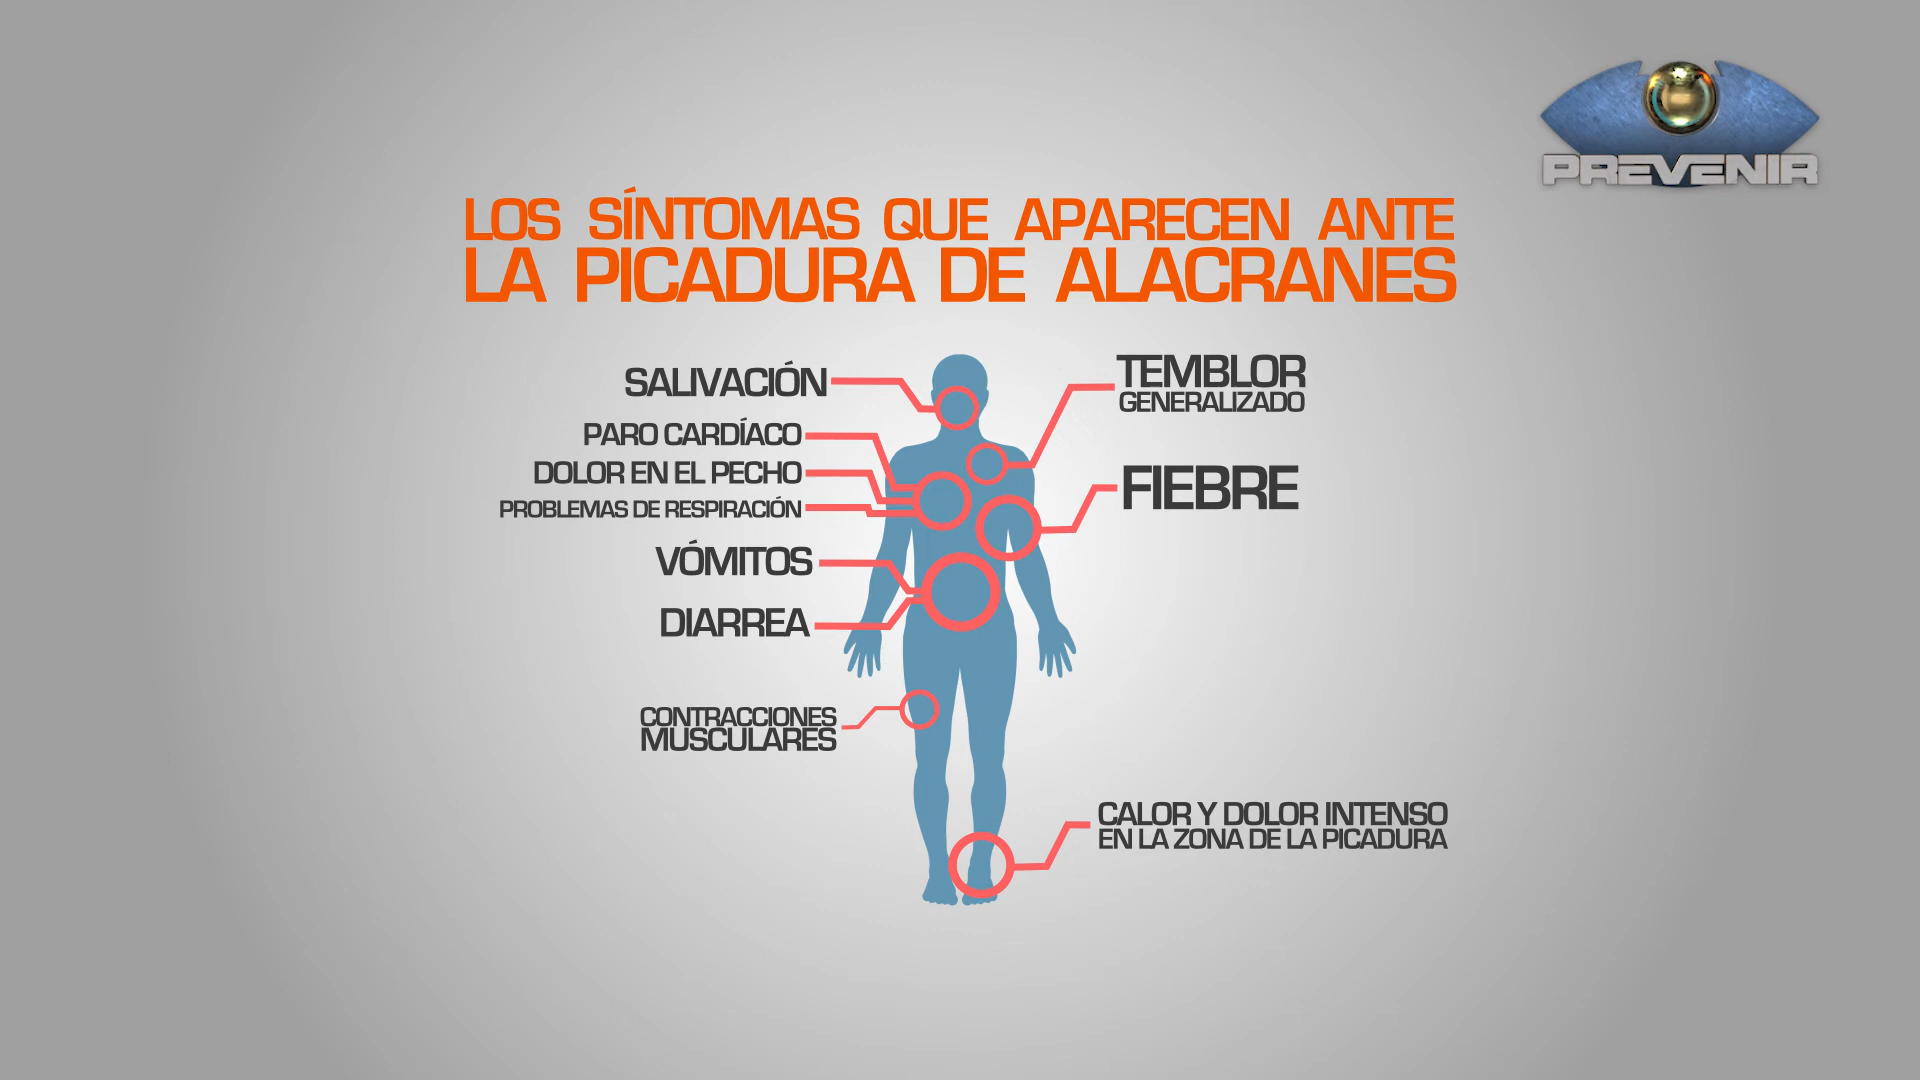 PREVENIR
LOS SÍNTOMAS QUE APARECEN ANTE
LA PICADURA DE ALACRANES
SALIVACIÓN
PARO CARDÍACO
DOLOR EN EL PECHO
PROBLEMAS DE RESPIRACIÓN
VÓMITOS
DIARREA
CONTRACCIONES
MUSCULARES
TEMBLOR
GENERALIZADO
FIEBRE
CALOR Y DOLOR INTENSO
EN LA ZONA DE LA PICADURA